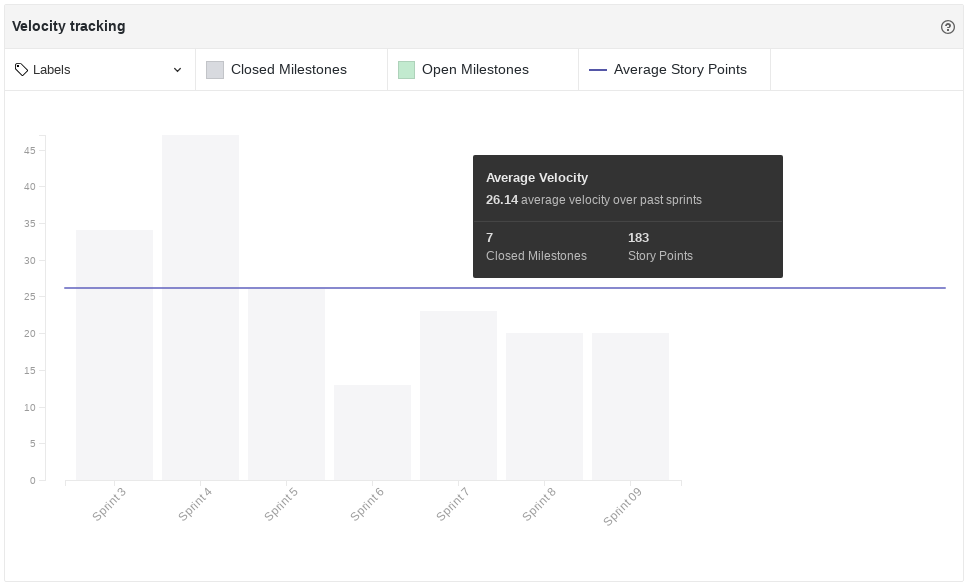 Velocity tracking
Labels
Closed Milestones
Open Milestones
Average Story Points
45
40
35
30
25
20
15
10
5
0
Average Velocity
26.14 average velocity over past sprints
7
183
Closed Milestones
Story Points
Sprint 3
Sprint 4
Sprint 5
Sprint 6
Sprint 7
Sprint 8
Sprint 09